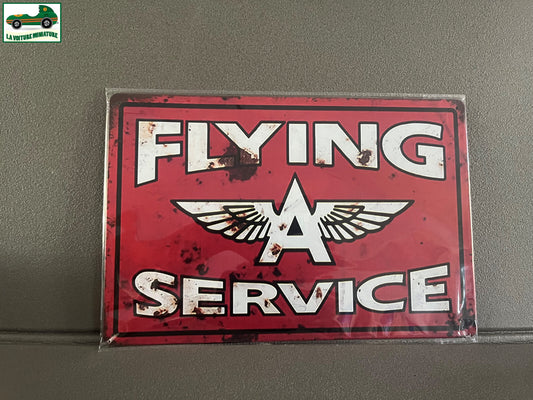 LA VOITURE MINIATURE
FLYING
A
SERVICE